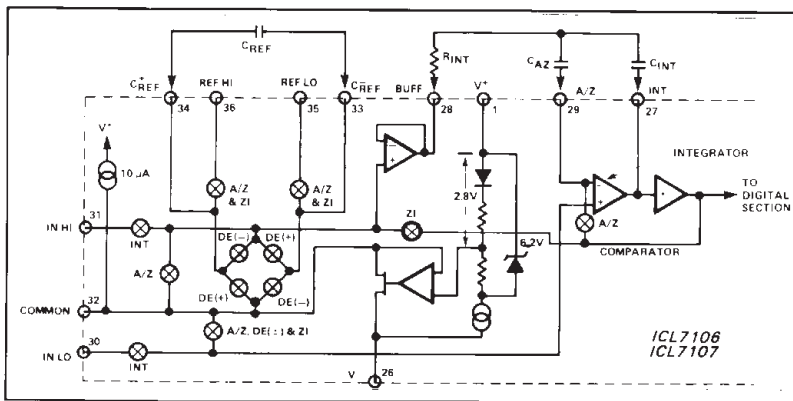 CREF
RINT
CAZ
CINT
C+REF
REF HI
REF LO
C-REF
BUFF
V+
A/Z
INT
34
36
35
33
28
1
29
27
V+
10µA
A/Z
& ZI
A/Z
& ZI
2.8V
6.2V
INTEGRATOR
TO
DIGITAL
SECTION
A/Z
COMPARATOR
IN HI
31
INT
DE(−)
DE(+)
ZI
A/Z
DE(+)
DE(−)
COMMON
32
A/Z, DE(±) & ZI
IN LO
30
INT
V
26
ICL7106
ICL7107